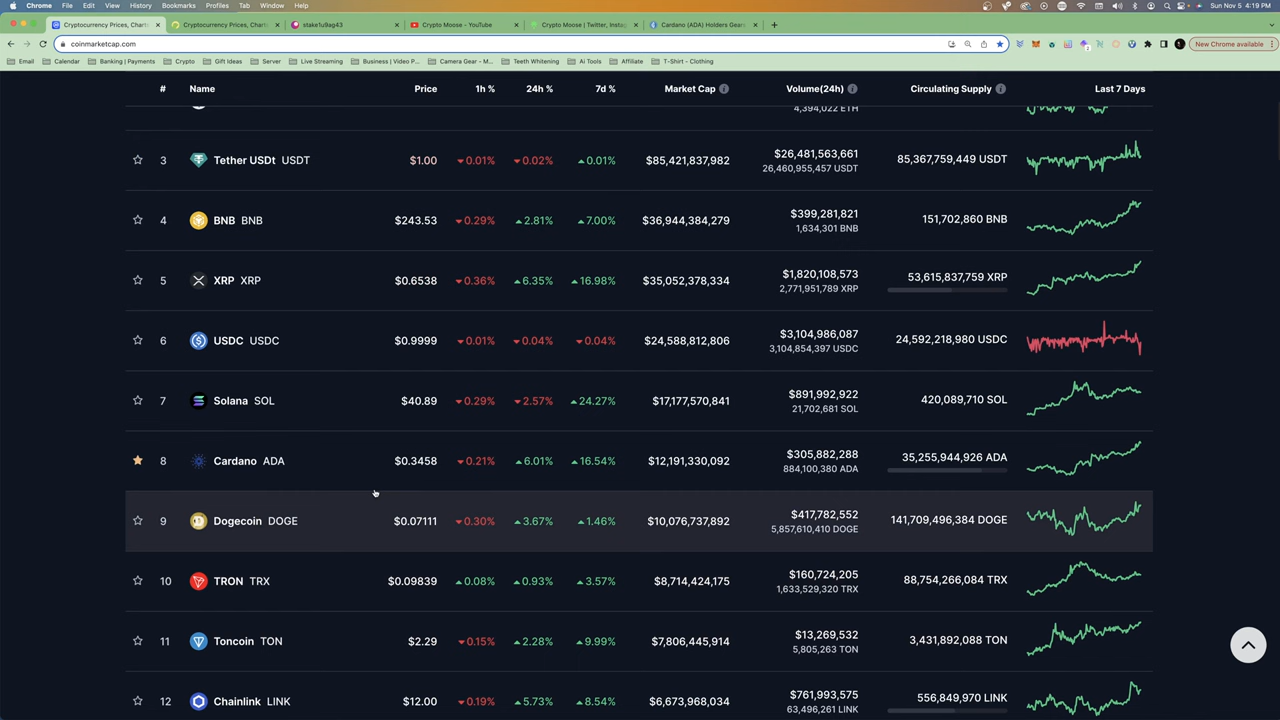 Chrome File Edit View History Bookmarks Profiles Tab Window Help Sun Nov 5 4:19 PM
Cryptocurrency Prices, Charts Cryptocurrency Prices, Charts stake1u9ag43 Crypto Moose - YouTube Crypto Moose | Twitter, Insta Cardano (ADA) Holders Gear
coinmarketcap.com New Chrome available
Email Calendar Banking | Payments Crypto Gift Ideas Server Live Streaming Business | Video P... Camera Gear - M... Teeth Whitening Ai Tools Affiliate T-Shirt - Clothing
# Name Price 1h % 24h % 7d % Market Cap Volume(24h) Circulating Supply Last 7 Days
4,394,022 ETH
3 Tether USDt USDT $1.00 0.01% 0.02% 0.01% $85,421,837,982 $26,481,563,661 85,367,759,449 USDT
26,460,955,457 USDT
4 BNB BNB $243.53 0.29% 2.81% 7.00% $36,944,384,279 $399,281,821 151,702,860 BNB
1,634,301 BNB
5 XRP XRP $0.6538 0.36% 6.35% 16.98% $35,052,378,334 $1,820,108,573 53,615,837,759 XRP
2,771,951,789 XRP
6 USDC USDC $0.9999 0.01% 0.04% 0.04% $24,588,812,806 $3,104,986,087 24,592,218,980 USDC
3,104,854,397 USDC
7 Solana SOL $40.89 0.29% 2.57% 24.27% $17,177,570,841 $891,992,922 420,089,710 SOL
21,702,681 SOL
8 Cardano ADA $0.3458 0.21% 6.01% 16.54% $12,191,330,092 $305,882,288 35,255,944,926 ADA
884,100,380 ADA
9 Dogecoin DOGE $0.07111 0.30% 3.67% 1.46% $10,076,737,892 $417,782,552 141,709,496,384 DOGE
5,857,610,410 DOGE
10 TRON TRX $0.09839 0.08% 0.93% 3.57% $8,714,424,175 $160,724,205 88,754,266,084 TRX
1,633,529,320 TRX
11 Toncoin TON $2.29 0.15% 2.28% 9.99% $7,806,445,914 $13,269,532 3,431,892,088 TON
5,805,263 TON
12 Chainlink LINK $12.00 0.19% 5.73% 8.54% $6,673,968,034 $761,993,575 556,849,970 LINK
63,496,261 LINK